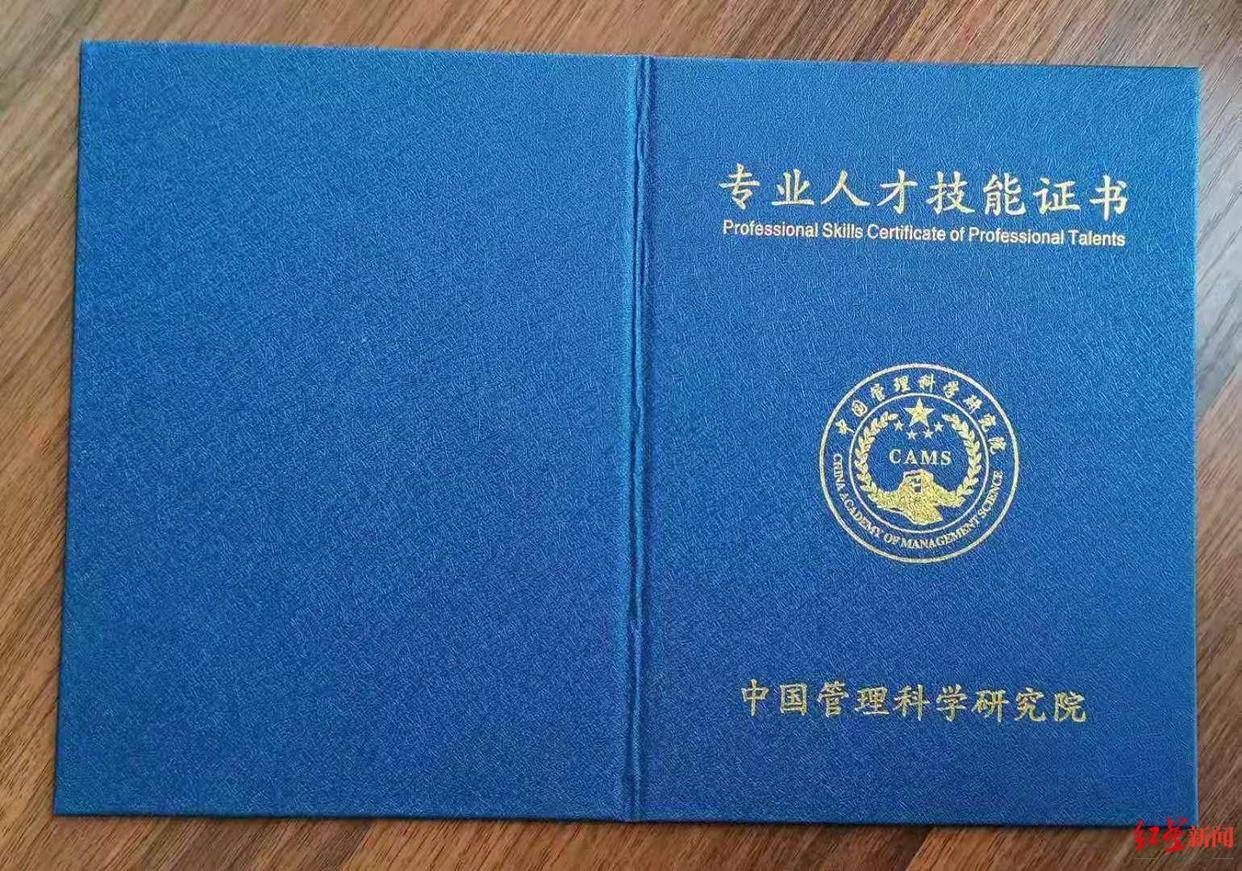 专业人才技能证书
Professional Skills Certificate of Professional Talents
中国管理科学研究院
CAMS
CHINA ACADEMY OF MANAGEMENT SCIENCE
中国管理科学研究院
红星新闻